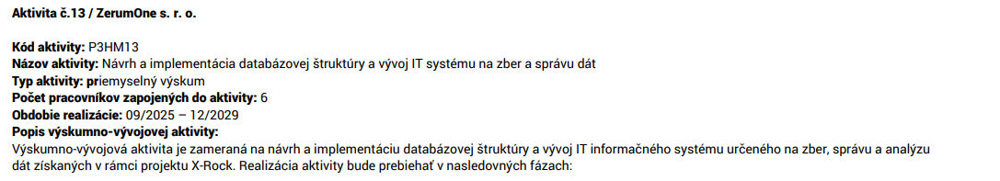 Aktivita č.13 / ZerumOne s. r. o.
Kód aktivity: P3HM13
Názov aktivity: Návrh a implementácia databázovej štruktúry a vývoj IT systému na zber a správu dát
Typ aktivity: priemyselný výskum
Počet pracovníkov zapojených do aktivity: 6
Obdobie realizácie: 09/2025 – 12/2029
Popis výskumno-vývojovej aktivity:
Výskumno-vývojová aktivita je zameraná na návrh a implementáciu databázovej štruktúry a vývoj IT informačného systému určeného na zber, správu a analýzu
dát získaných v rámci projektu X-Rock. Realizácia aktivity bude prebiehať v nasledovných fázach: